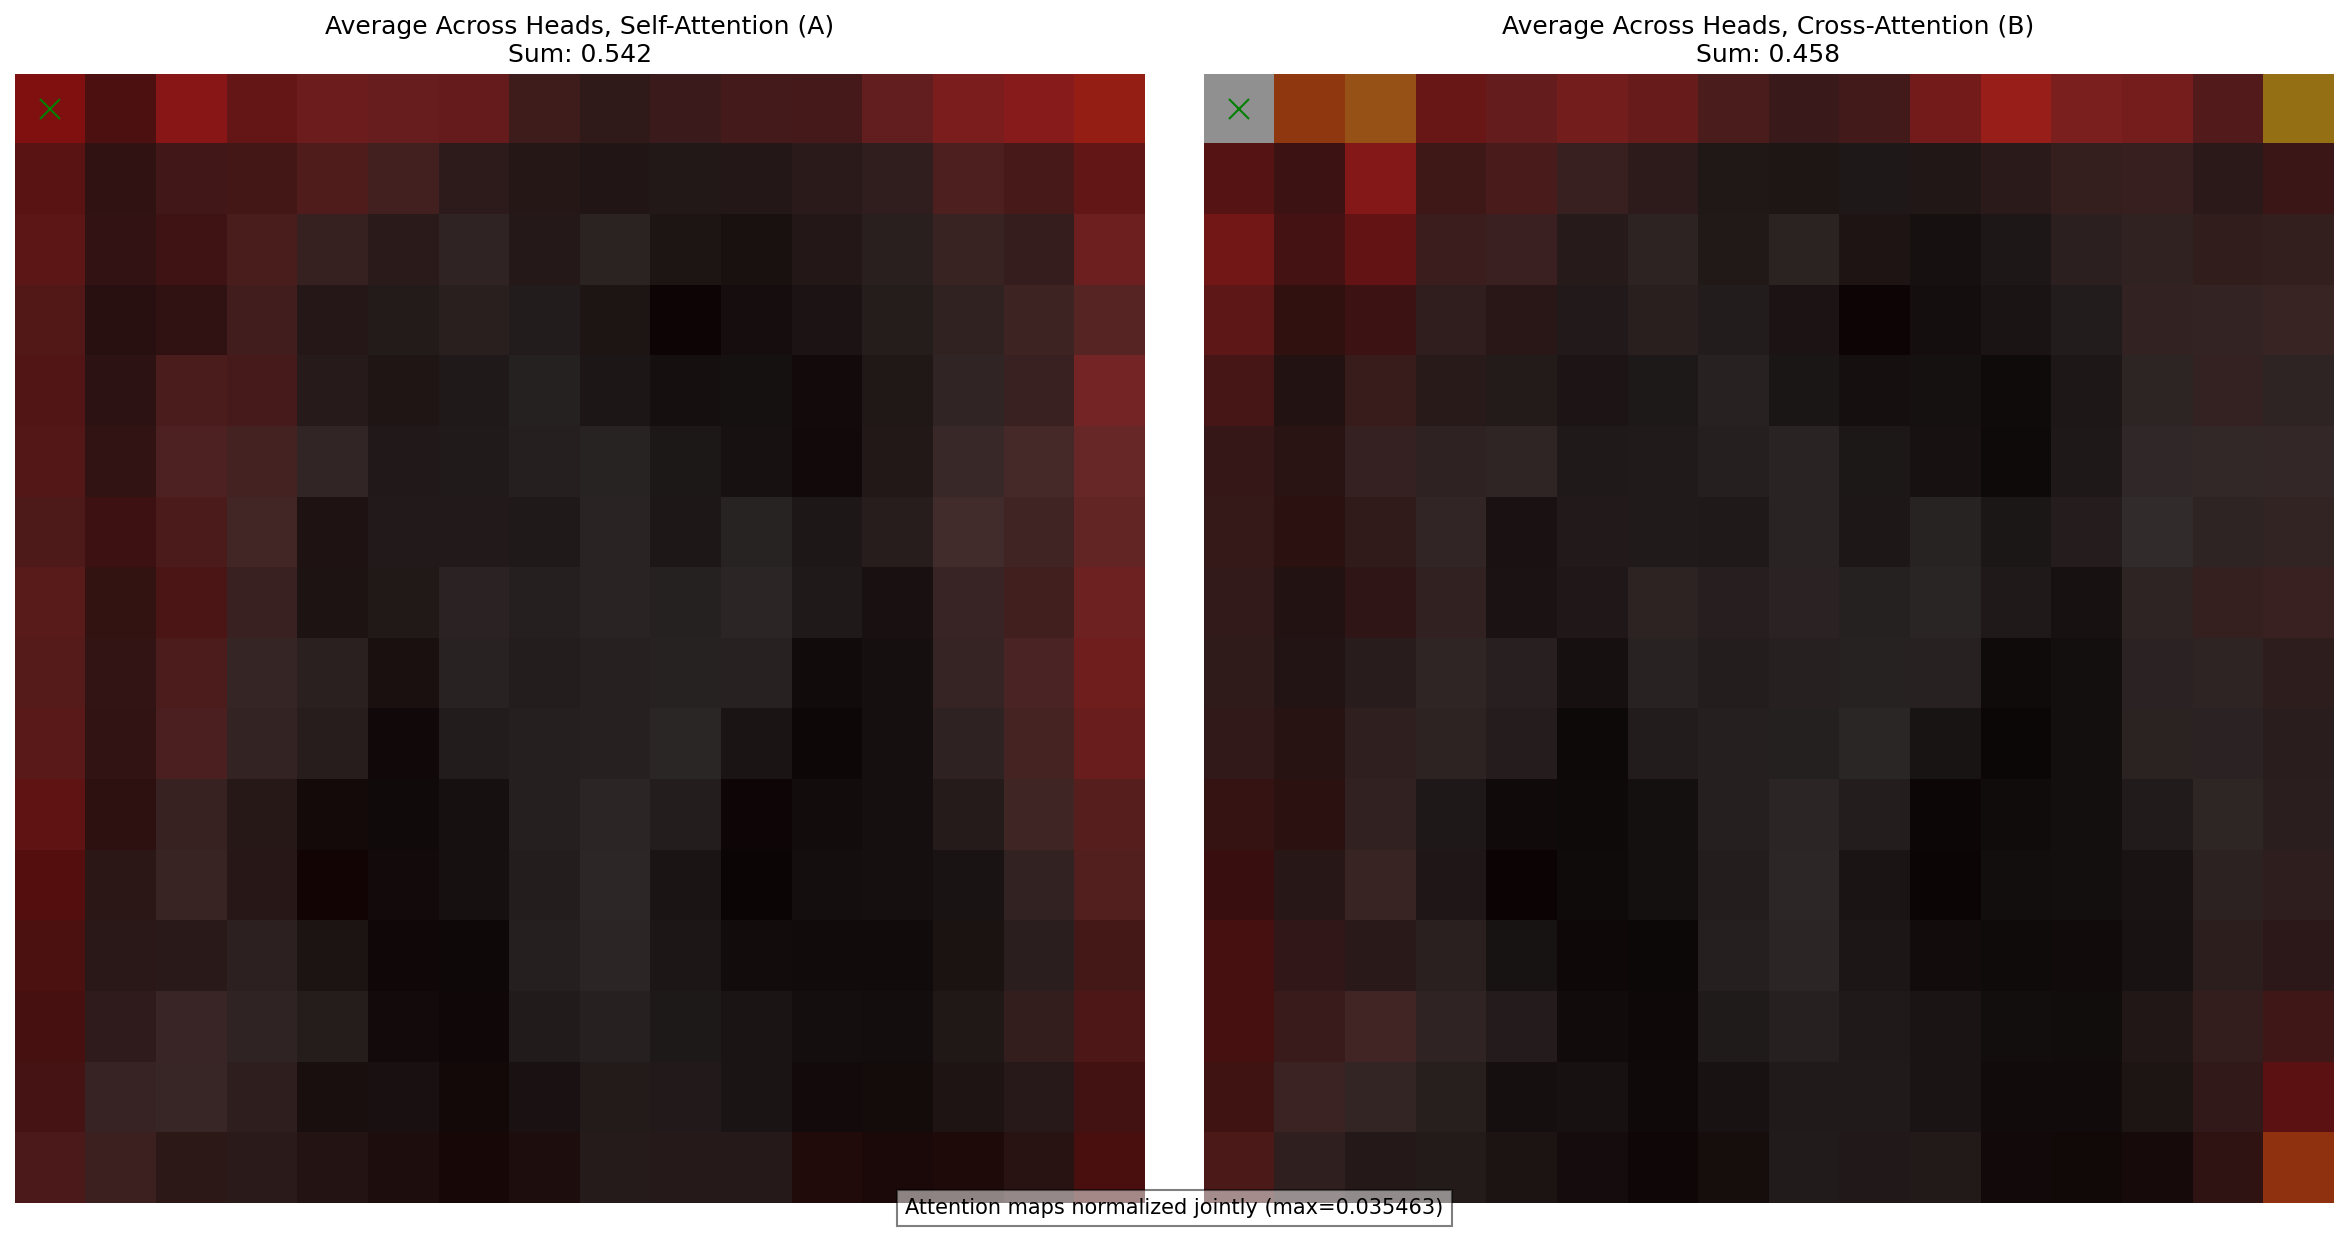 Average Across Heads, Self-Attention (A)
Sum: 0.542
Average Across Heads, Cross-Attention (B)
Sum: 0.458
Attention maps normalized jointly (max=0.035463)